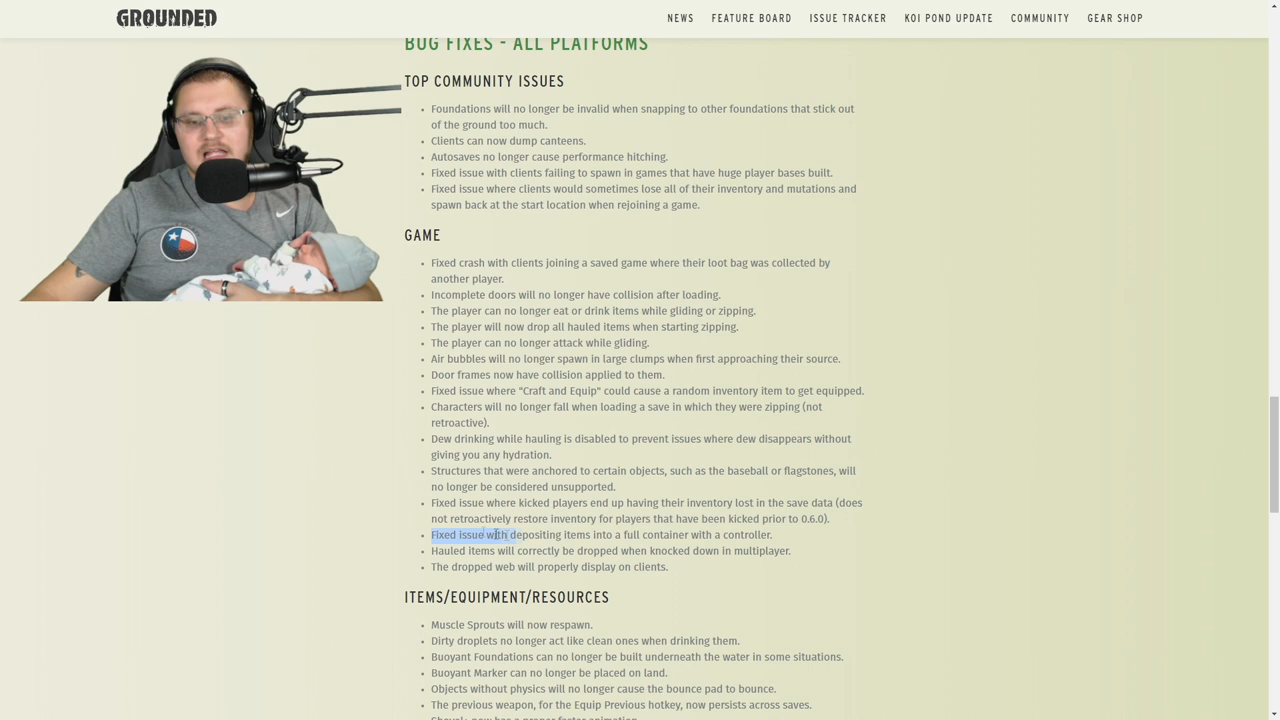 GROUNDED
NEWS FEATURE BOARD ISSUE TRACKER KOI POND UPDATE COMMUNITY GEAR SHOP
BUG FIXES - ALL PLATFORMS
TOP COMMUNITY ISSUES
• Foundations will no longer be invalid when snapping to other foundations that stick out
of the ground too much.
• Clients can now dump canteens.
• Autosaves no longer cause performance hitching.
• Fixed issue with clients failing to spawn in games that have huge player bases built.
• Fixed issue where clients would sometimes lose all of their inventory and mutations and
spawn back at the start location when rejoining a game.
GAME
• Fixed crash with clients joining a saved game where their loot bag was collected by
another player.
• Incomplete doors will no longer have collision after loading.
• The player can no longer eat or drink items while gliding or zipping.
• The player will now drop all hauled items when starting zipping.
• The player can no longer attack while gliding.
• Air bubbles will no longer spawn in large clumps when first approaching their source.
• Door frames now have collision applied to them.
• Fixed issue where "Craft and Equip" could cause a random inventory item to get equipped.
• Characters will no longer fall when loading a save in which they were zipping (not
retroactive).
• Dew drinking while hauling is disabled to prevent issues where dew disappears without
giving you any hydration.
• Structures that were anchored to certain objects, such as the baseball or flagstones, will
no longer be considered unsupported.
• Fixed issue where kicked players end up having their inventory lost in the save data (does
not retroactively restore inventory for players that have been kicked prior to 0.6.0).
• Fixed issue with depositing items into a full container with a controller.
• Hauled items will correctly be dropped when knocked down in multiplayer.
• The dropped web will properly display on clients.
ITEMS/EQUIPMENT/RESOURCES
• Muscle Sprouts will now respawn.
• Dirty droplets no longer act like clean ones when drinking them.
• Buoyant Foundations can no longer be built underneath the water in some situations.
• Buoyant Marker can no longer be placed on land.
• Objects without physics will no longer cause the bounce pad to bounce.
• The previous weapon, for the Equip Previous hotkey, now persists across saves.